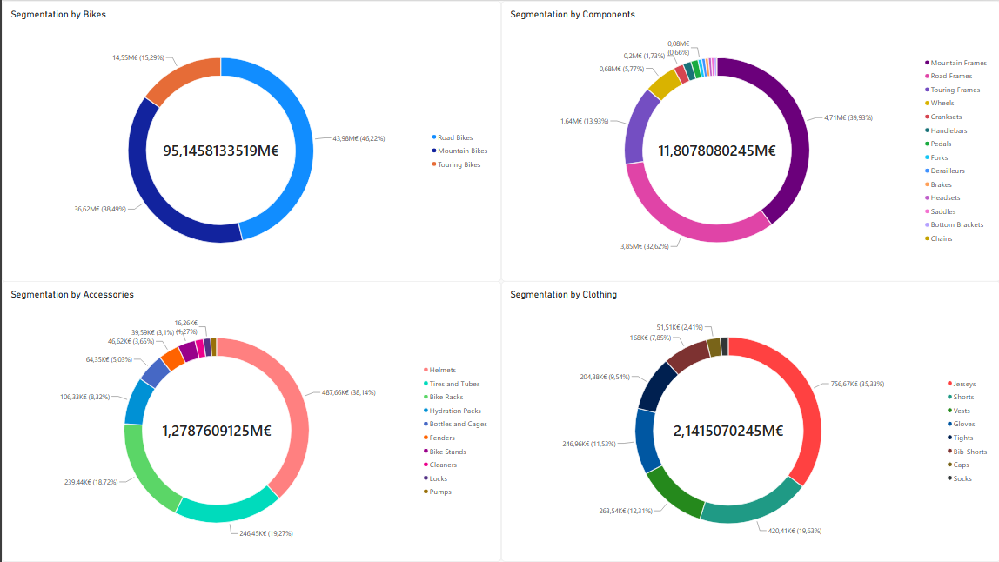 Segmentation by Bikes
14,55M€ (15,29%)
43,98M€ (46,22%)
95,1458133519M€
36,62M€ (38,49%)
Road Bikes
Mountain Bikes
Touring Bikes
Segmentation by Components
0,08M€
(0,66%)
0,2M€ (1,73%)
0,68M€ (5,77%)
1,64M€ (13,93%)
4,71M€ (39,93%)
11,8078080245M€
3,85M€ (32,62%)
Mountain Frames
Road Frames
Touring Frames
Wheels
Cranksets
Handlebars
Pedals
Forks
Derailleurs
Brakes
Headsets
Saddles
Bottom Brackets
Chains
Segmentation by Accessories
16,26K€
(1,27%)
39,59K€ (3,1%)
46,62K€ (3,65%)
64,35K€ (5,03%)
106,33K€ (8,32%)
487,66K€ (38,14%)
1,2787609125M€
239,44K€ (18,72%)
246,45K€ (19,27%)
Helmets
Tires and Tubes
Bike Racks
Hydration Packs
Bottles and Cages
Fenders
Bike Stands
Cleaners
Locks
Pumps
Segmentation by Clothing
51,51K€ (2,41%)
168K€ (7,85%)
204,38K€ (9,54%)
756,67K€ (35,33%)
2,1415070245M€
246,96K€ (11,53%)
263,54K€ (12,31%)
420,41K€ (19,63%)
Jerseys
Shorts
Vests
Gloves
Tights
Bib-Shorts
Caps
Socks